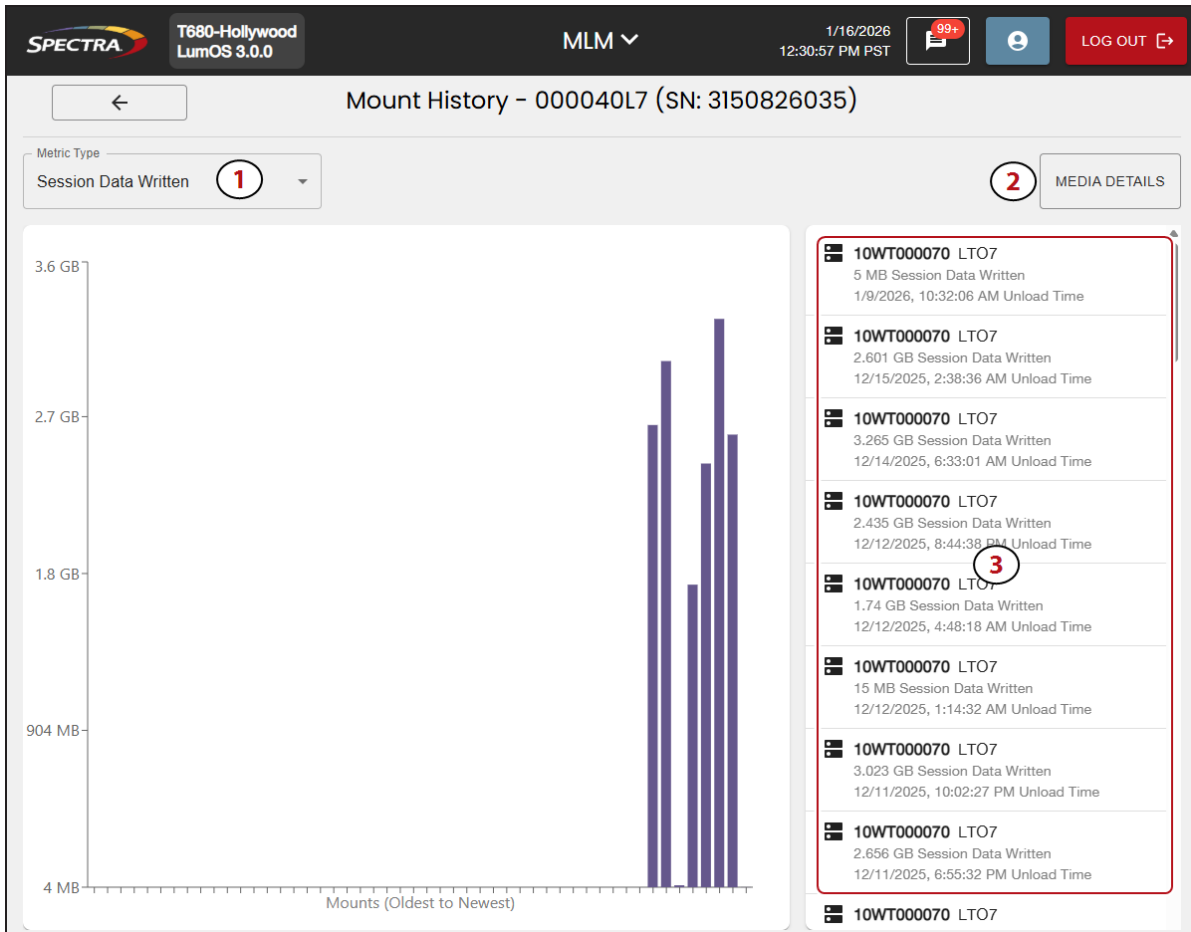 SPECTRA
T680-Hollywood
LumOS 3.0.0
MLM
1/16/2026
12:30:57 PM PST
99+
LOG OUT
Mount History - 000040L7 (SN: 3150826035)
Metric Type
Session Data Written
1
2
MEDIA DETAILS
3.6 GB
2.7 GB
1.8 GB
904 MB
4 MB
Mounts (Oldest to Newest)
10WT000070 LTO7
5 MB Session Data Written
1/9/2026, 10:32:06 AM Unload Time
10WT000070 LTO7
2.601 GB Session Data Written
12/15/2025, 2:38:36 AM Unload Time
10WT000070 LTO7
3.265 GB Session Data Written
12/14/2025, 6:33:01 AM Unload Time
10WT000070 LTO7
2.435 GB Session Data Written
12/12/2025, 8:44:38 PM Unload Time
3
10WT000070 LTO7
1.74 GB Session Data Written
12/12/2025, 4:48:18 AM Unload Time
10WT000070 LTO7
15 MB Session Data Written
12/12/2025, 1:14:32 AM Unload Time
10WT000070 LTO7
3.023 GB Session Data Written
12/11/2025, 10:02:27 PM Unload Time
10WT000070 LTO7
2.656 GB Session Data Written
12/11/2025, 6:55:32 PM Unload Time
10WT000070 LTO7